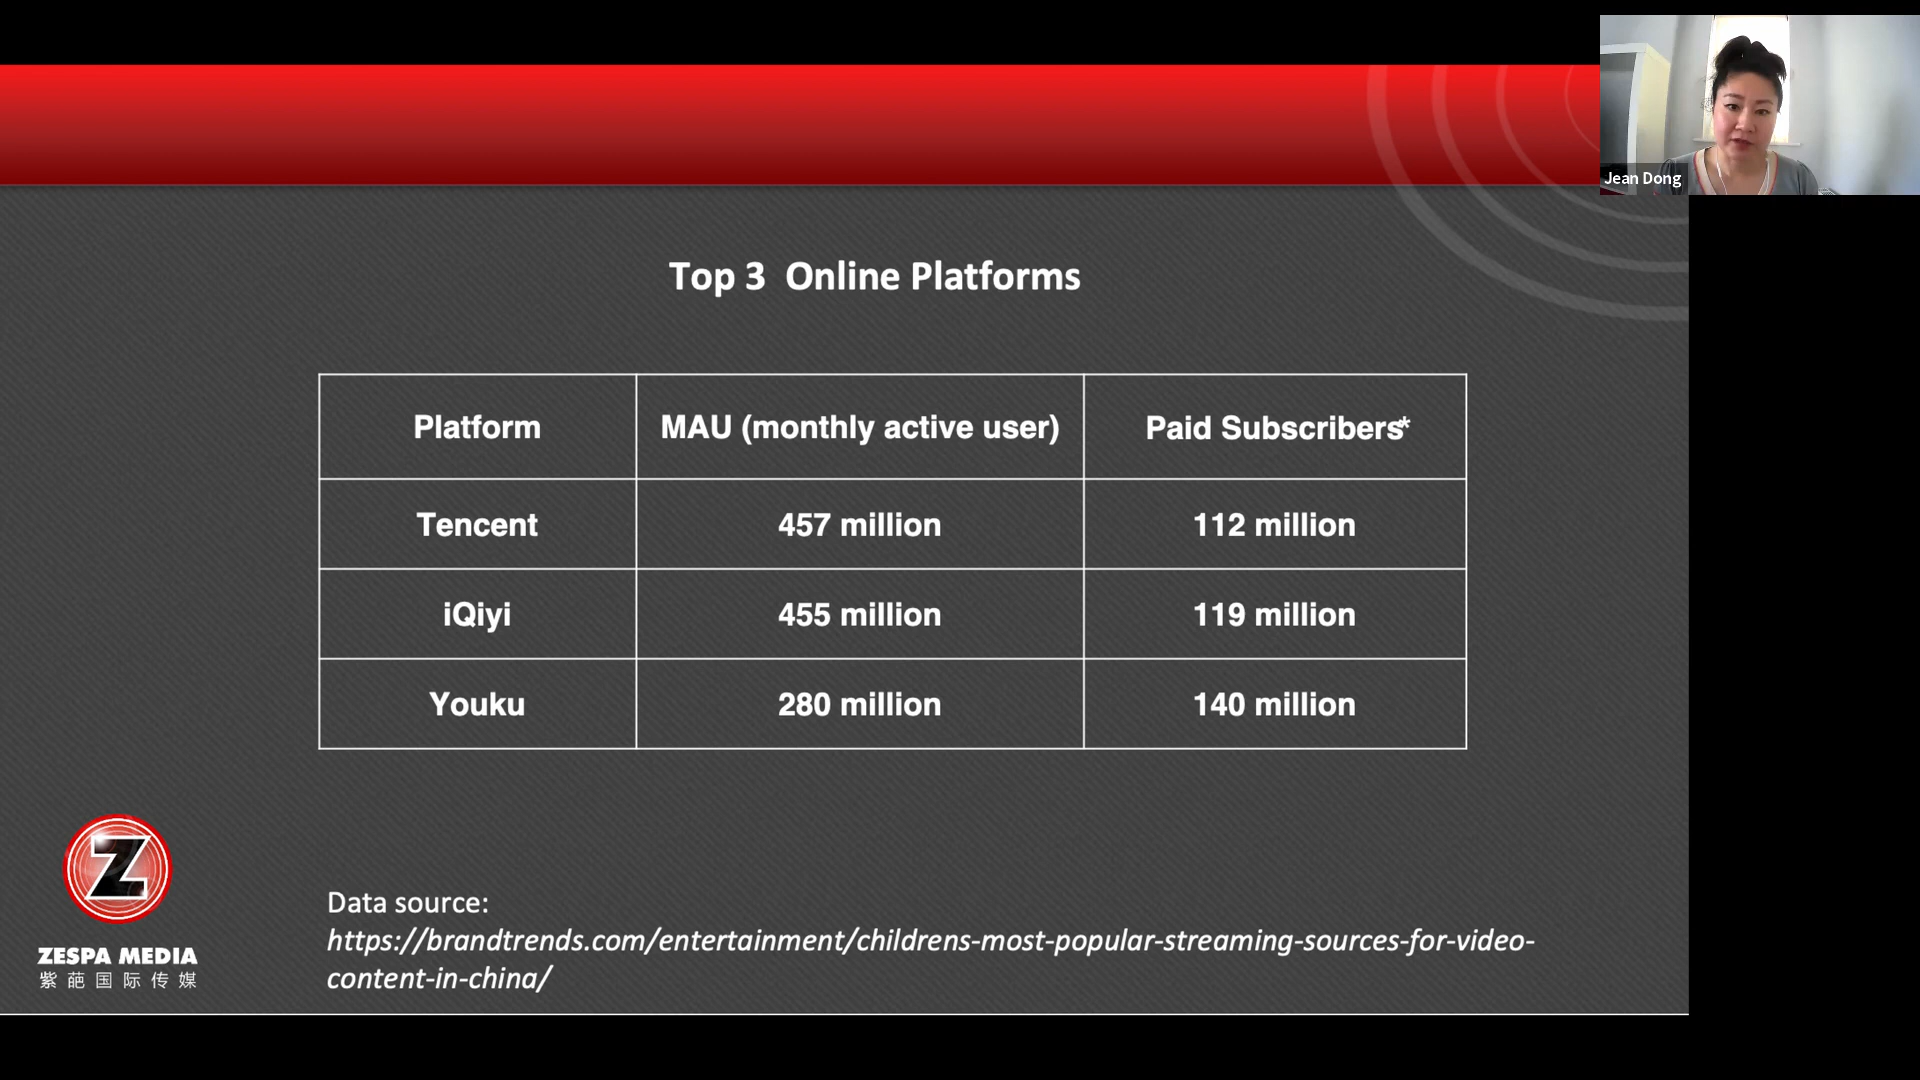 Jean Dong
Top 3  Online Platforms
Platform MAU (monthly active user) Paid Subscribers*
Tencent 457 million 112 million
iQiyi 455 million 119 million
Youku 280 million 140 million
Z
ZESPA MEDIA
紫葩国际传媒
Data source:
https://brandtrends.com/entertainment/childrens-most-popular-streaming-sources-for-video-
content-in-china/